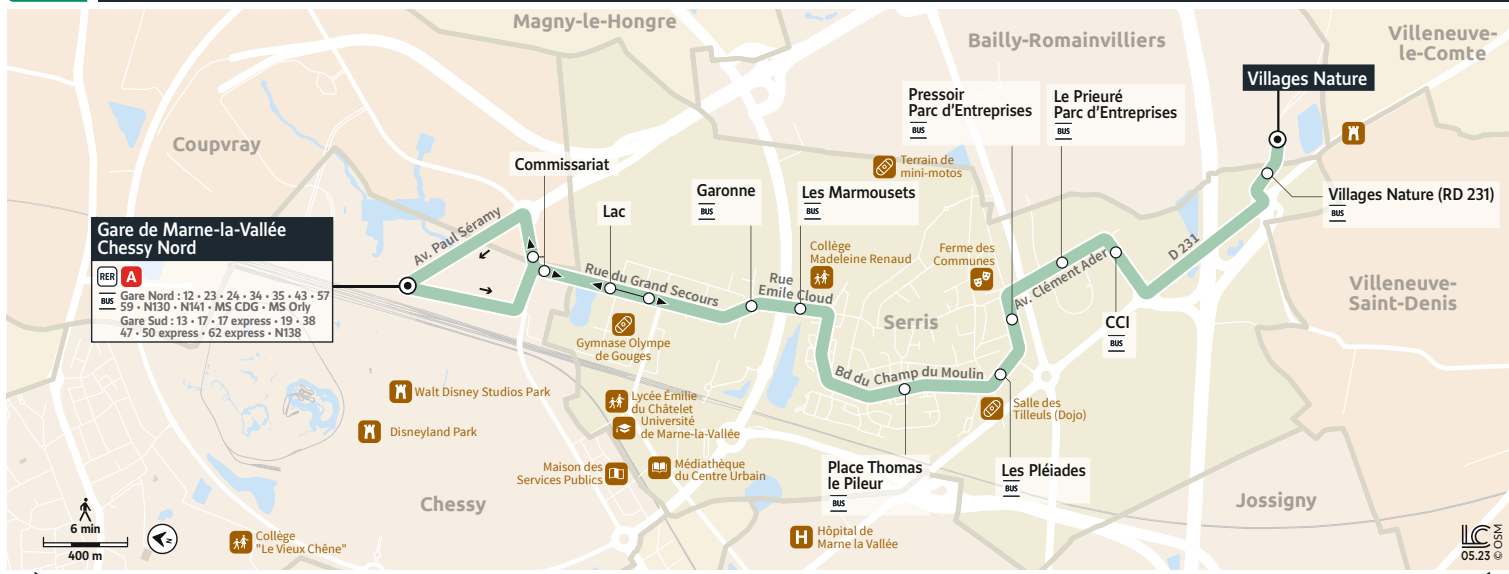 Magny-le-Hongre
Bailly-Romainvilliers
Villeneuve-
le-Comte
Coupvray
Villages Nature
Pressoir
Parc d'Entreprises
BUS
Le Prieuré
Parc d'Entreprises
BUS
Commissariat
Terrain de
mini-motos
Garonne
BUS
Les Marmousets
BUS
Villages Nature (RD 231)
BUS
Lac
Gare de Marne-la-Vallée
Chessy Nord
RER A
BUS Gare Nord : 12 • 23 • 24 • 34 • 35 • 43 • 57
59 • N130 • N141 • MS CDG • MS Orly
Gare Sud : 13 • 17 • 17 express • 19 • 38
47 • 50 express • 62 express • N138
Av. Paul Séramy
Rue du Grand Secours
Rue
Emile Cloud
Collège
Madeleine Renaud
Ferme des
Communes
Av. Clément Ader
D 231
Villeneuve-
Saint-Denis
Serris
CCI
BUS
Gymnase Olympe
de Gouges
Bd du Champ du Moulin
Walt Disney Studios Park
Disneyland Park
Lycée Émilie
du Châtelet
Université
de Marne-la-Vallée
Salle des
Tilleuls (Dojo)
Maison des
Services Publics
Médiathèque
du Centre Urbain
Place Thomas
le Pileur
BUS
Les Pléiades
BUS
Chessy
Jossigny
6 min
400 m
N
Collège
"Le Vieux Chêne"
H
Hôpital de
Marne la Vallée
LC
05.23
© OSM